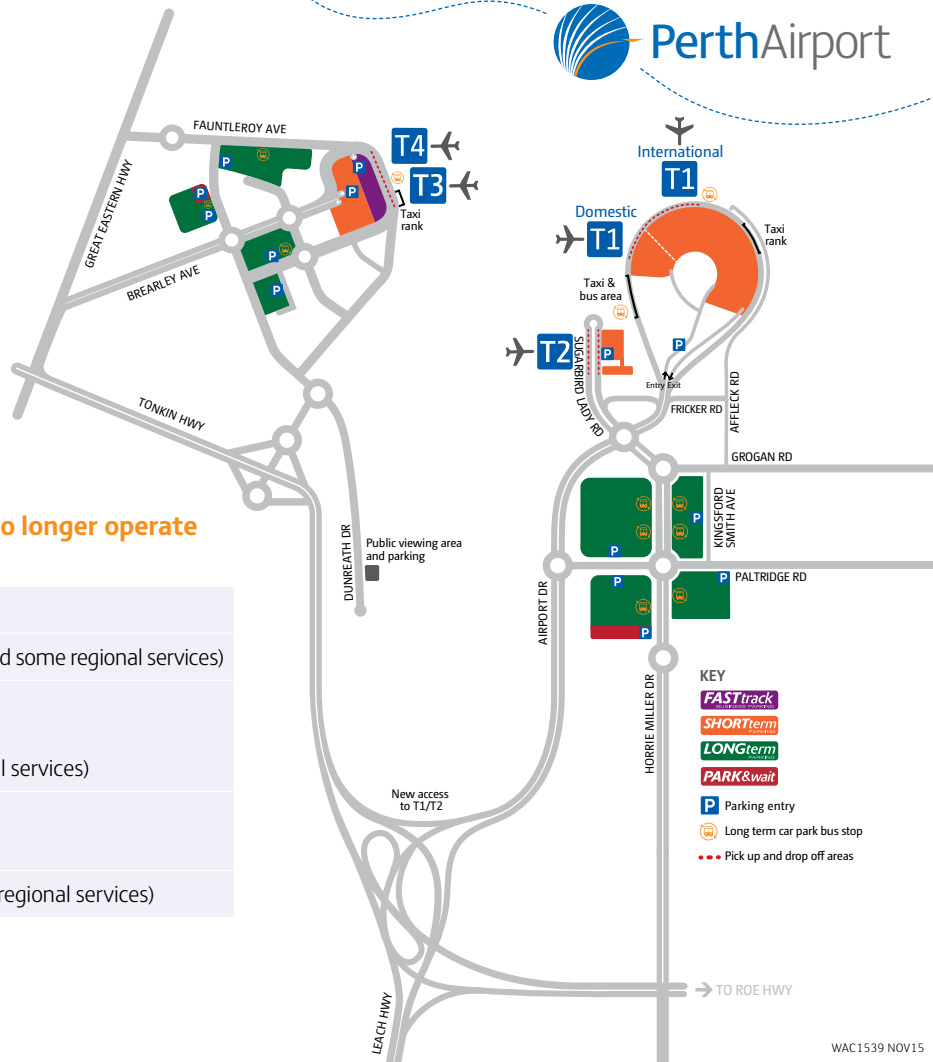 PerthAirport
FAUNTLEROY AVE
T4
T3
Taxi
rank
GREAT EASTERN HWY
BREARLEY AVE
P
P
P
P
P
P
P
International
T1
Domestic
T1
Taxi
rank
Taxi &
bus area
T2
SUGARBIRD LADY RD
P
P
Entry Exit
FRICKER RD
AFFLECK RD
GROGAN RD
TONKIN HWY
KINGSFORD
SMITH AVE
P
P
P
P
P
PALTRIDGE RD
o longer operate
Public viewing area
and parking
DUNREATH DR
AIRPORT DR
HORRIE MILLER DR
d some regional services)
l services)
regional services)
KEY
FASTtrack
BUSINESS PARKING
SHORTterm
PARKING
LONGterm
PARKING
PARK&wait
P Parking entry
Long term car park bus stop
Pick up and drop off areas
New access
to T1/T2
TO ROE HWY
LEACH HWY
WAC1539 NOV15